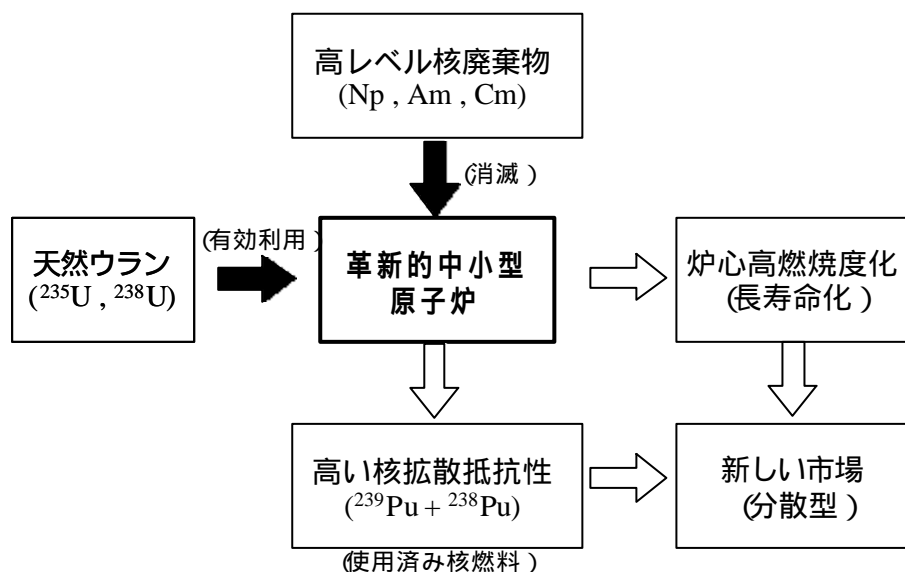 高レベル核廃棄物
(Np , Am , Cm)
(消滅)
天然ウラン
(²³⁵U , ²³⁸U)
(有効利用)
革新的中小型
原子炉
炉心高燃焼度化
(長寿命化)
高い核拡散抵抗性
(²³⁹Pu + ²³⁸Pu)
(使用済み核燃料)
新しい市場
(分散型)